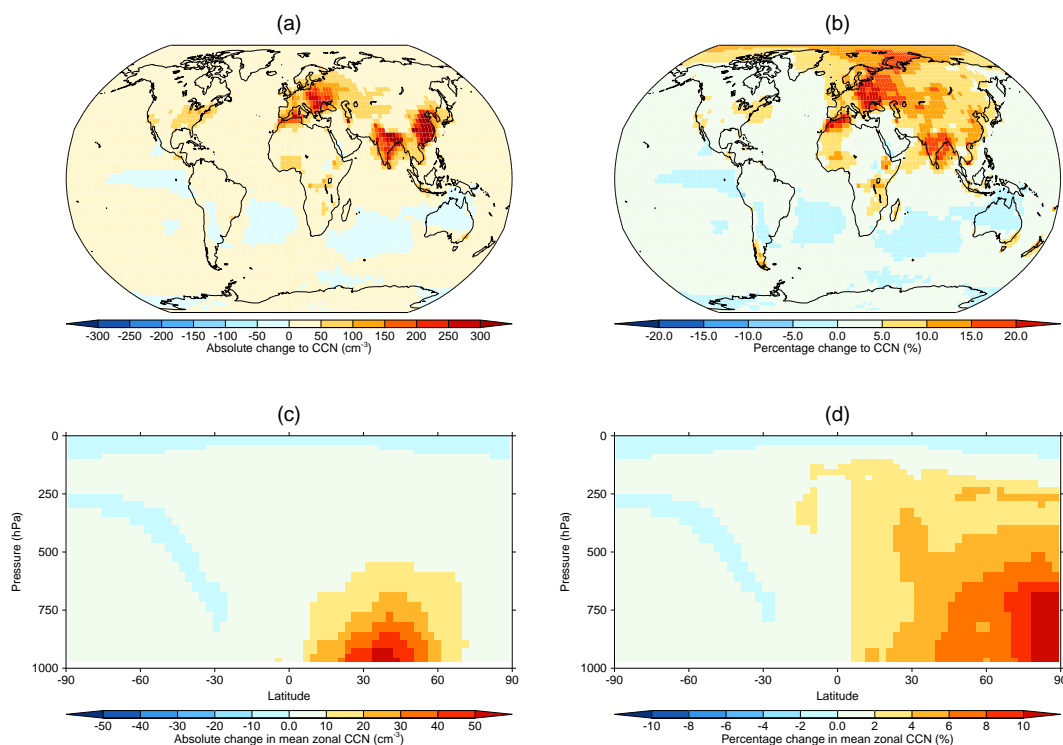 (a)
(b)
-300 -250 -200 -150 -100 -50 0 50 100 150 200 250 300
Absolute change to CCN (cm-3)
-20.0 -15.0 -10.0 -5.0 0.0 5.0 10.0 15.0 20.0
Percentage change to CCN (%)
(c)
(d)
0
250
500
750
1000
Pressure (hPa)
-90 -60 -30 0 30 60 90
Latitude
-50 -40 -30 -20 -10 0.0 10 20 30 40 50
Absolute change in mean zonal CCN (cm-3)
0
250
500
750
1000
Pressure (hPa)
-90 -60 -30 0 30 60 90
Latitude
-10 -8 -6 -4 -2 0.0 2 4 6 8 10
Percentage change in mean zonal CCN (%)